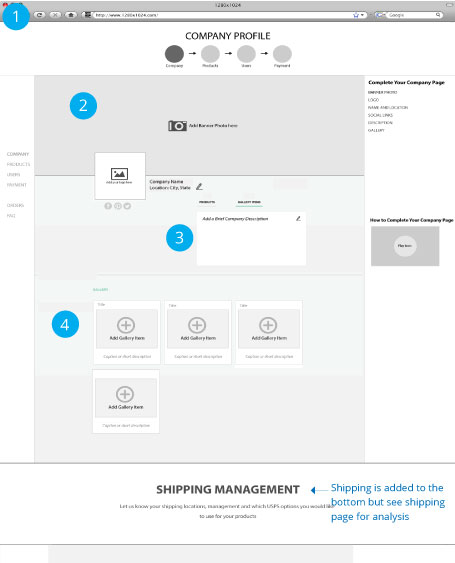 1280x1024
1
http://www.1280x1024.com/
Google
COMPANY PROFILE
Company
Products
Users
Payment
2
Add Banner Photo here
Complete Your Company Page
BANNER PHOTO
LOGO
NAME AND LOCATION
SOCIAL LINKS
DESCRIPTION
GALLERY
COMPANY
PRODUCTS
USERS
PAYMENT
ORDERS
FAQ
Add your logo here
Company Name
Location: City, State
PRODUCTS
GALLERY ITEMS
3
Add a Brief Company Description
How to Complete Your Company Page
Play Icon
GALLERY
4
Title
Title
Title
Add Gallery Item
Add Gallery Item
Add Gallery Item
Caption or short description
Caption or short description
Caption or short description
Add Gallery Item
Caption or short description
SHIPPING MANAGEMENT
Let us know your shipping locations, management and which USPS options you would like
to use for your products
Shipping is added to the
bottom but see shipping
page for analysis